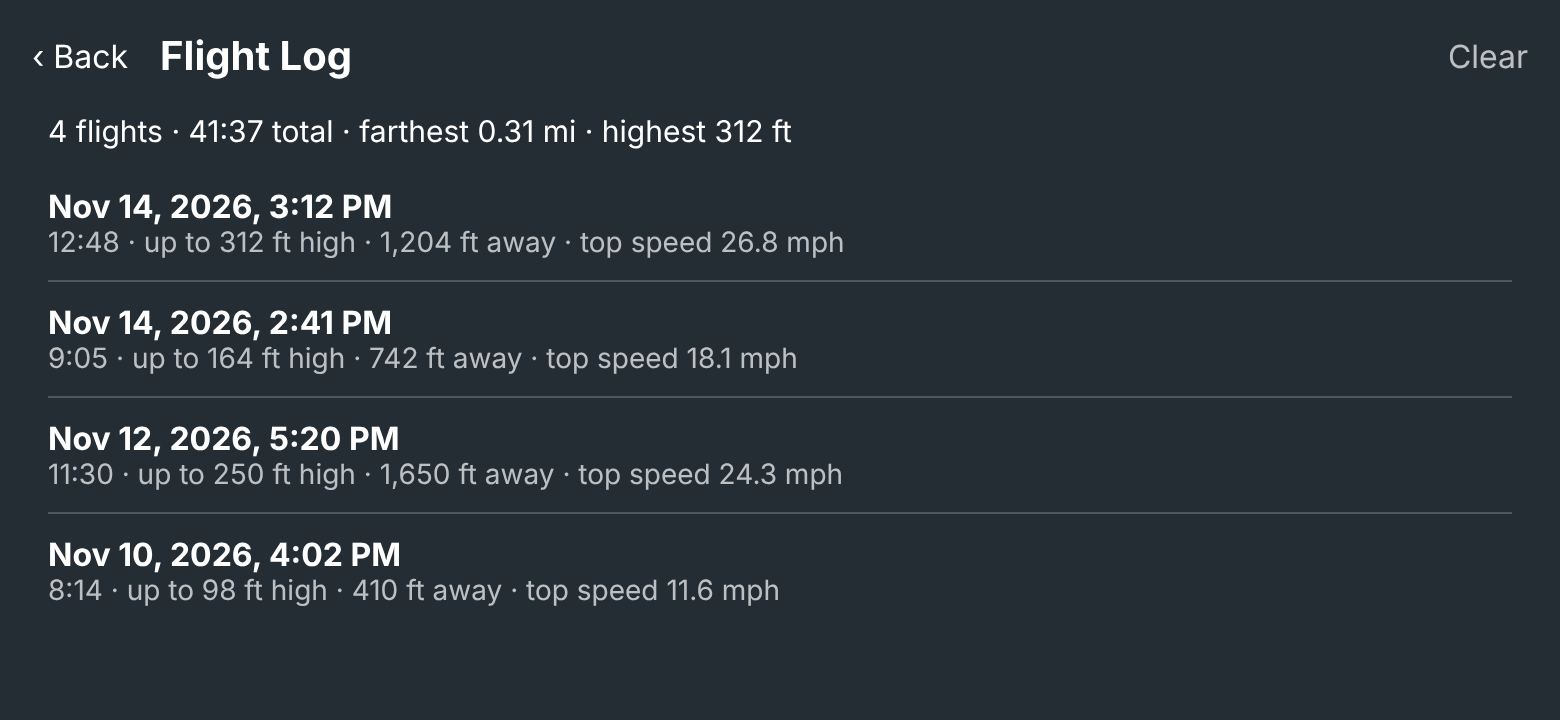 ‹ Back Flight Log Clear
4 flights · 41:37 total · farthest 0.31 mi · highest 312 ft
Nov 14, 2026, 3:12 PM
12:48 · up to 312 ft high · 1,204 ft away · top speed 26.8 mph
Nov 14, 2026, 2:41 PM
9:05 · up to 164 ft high · 742 ft away · top speed 18.1 mph
Nov 12, 2026, 5:20 PM
11:30 · up to 250 ft high · 1,650 ft away · top speed 24.3 mph
Nov 10, 2026, 4:02 PM
8:14 · up to 98 ft high · 410 ft away · top speed 11.6 mph